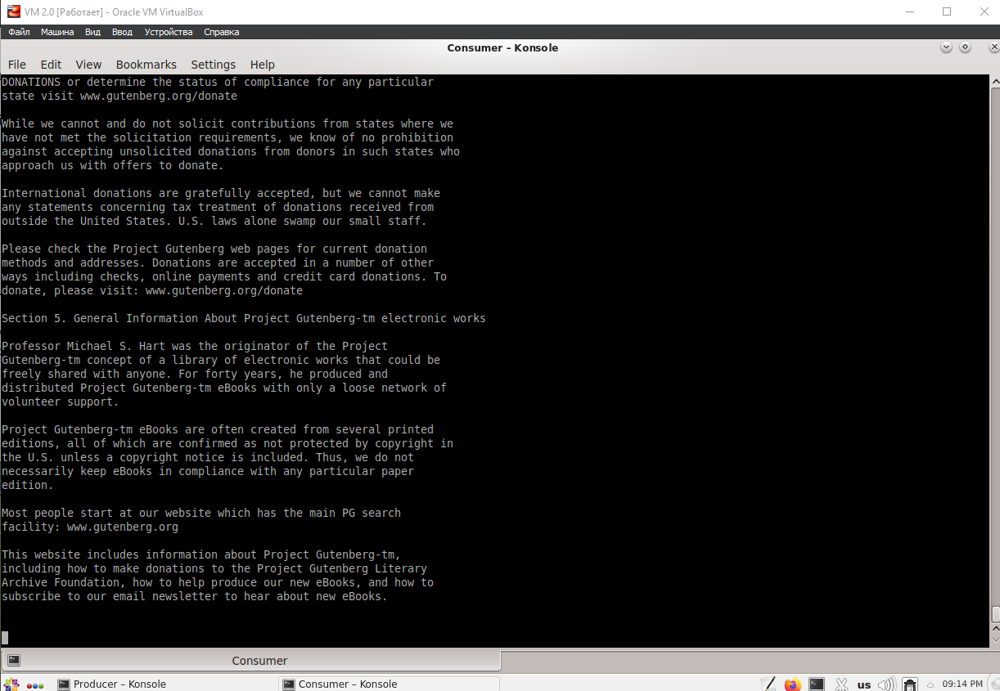 VM 2.0 [Работает] - Oracle VM VirtualBox
Файл Машина Вид Ввод Устройства Справка
Consumer – Konsole
File Edit View Bookmarks Settings Help
DONATIONS or determine the status of compliance for any particular
state visit www.gutenberg.org/donate
While we cannot and do not solicit contributions from states where we
have not met the solicitation requirements, we know of no prohibition
against accepting unsolicited donations from donors in such states who
approach us with offers to donate.
International donations are gratefully accepted, but we cannot make
any statements concerning tax treatment of donations received from
outside the United States. U.S. laws alone swamp our small staff.
Please check the Project Gutenberg web pages for current donation
methods and addresses. Donations are accepted in a number of other
ways including checks, online payments and credit card donations. To
donate, please visit: www.gutenberg.org/donate
Section 5. General Information About Project Gutenberg-tm electronic works
Professor Michael S. Hart was the originator of the Project
Gutenberg-tm concept of a library of electronic works that could be
freely shared with anyone. For forty years, he produced and
distributed Project Gutenberg-tm eBooks with only a loose network of
volunteer support.
Project Gutenberg-tm eBooks are often created from several printed
editions, all of which are confirmed as not protected by copyright in
the U.S. unless a copyright notice is included. Thus, we do not
necessarily keep eBooks in compliance with any particular paper
edition.
Most people start at our website which has the main PG search
facility: www.gutenberg.org
This website includes information about Project Gutenberg-tm,
including how to make donations to the Project Gutenberg Literary
Archive Foundation, how to help produce our new eBooks, and how to
subscribe to our email newsletter to hear about new eBooks.
Consumer
Producer – Konsole Consumer – Konsole us 09:14 PM